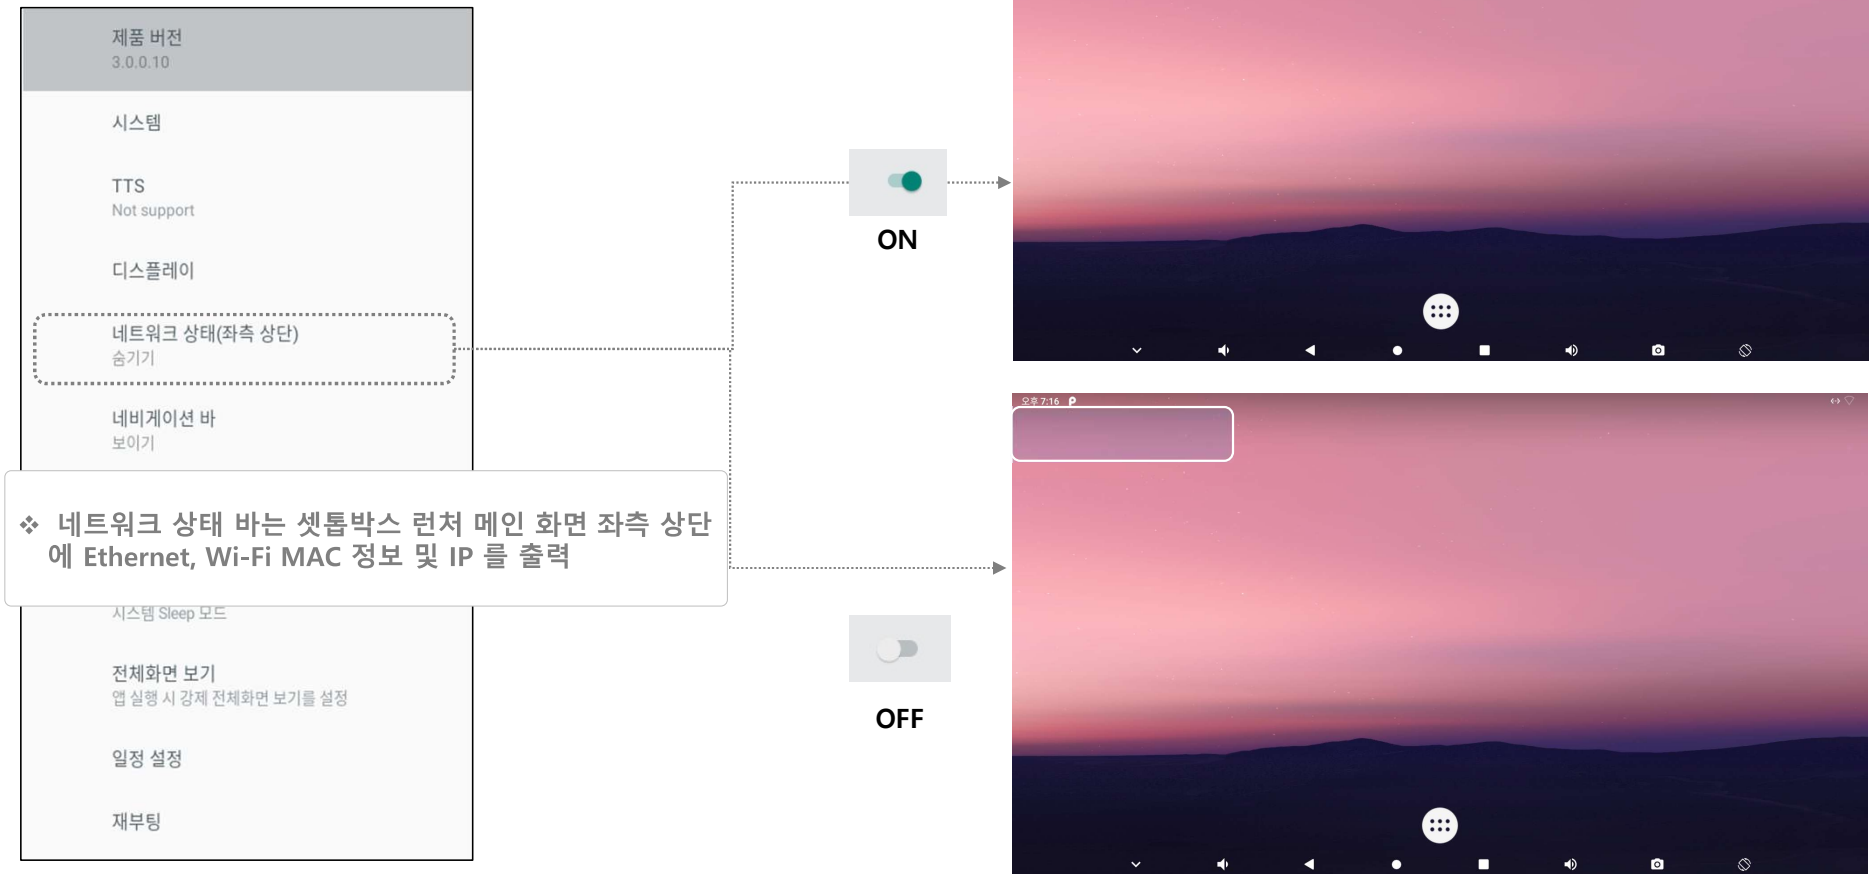 제품 버전
3.0.0.10
시스템
TTS
Not support
디스플레이
네트워크 상태(좌측 상단)
숨기기
네비게이션 바
보이기
❖ 네트워크 상태 바는 셋톱박스 런처 메인 화면 좌측 상단
에 Ethernet, Wi-Fi MAC 정보 및 IP 를 출력
시스템 Sleep 모드
전체화면 보기
앱 실행 시 강제 전체화면 보기를 설정
일정 설정
재부팅
ON
OFF
오후 7:16